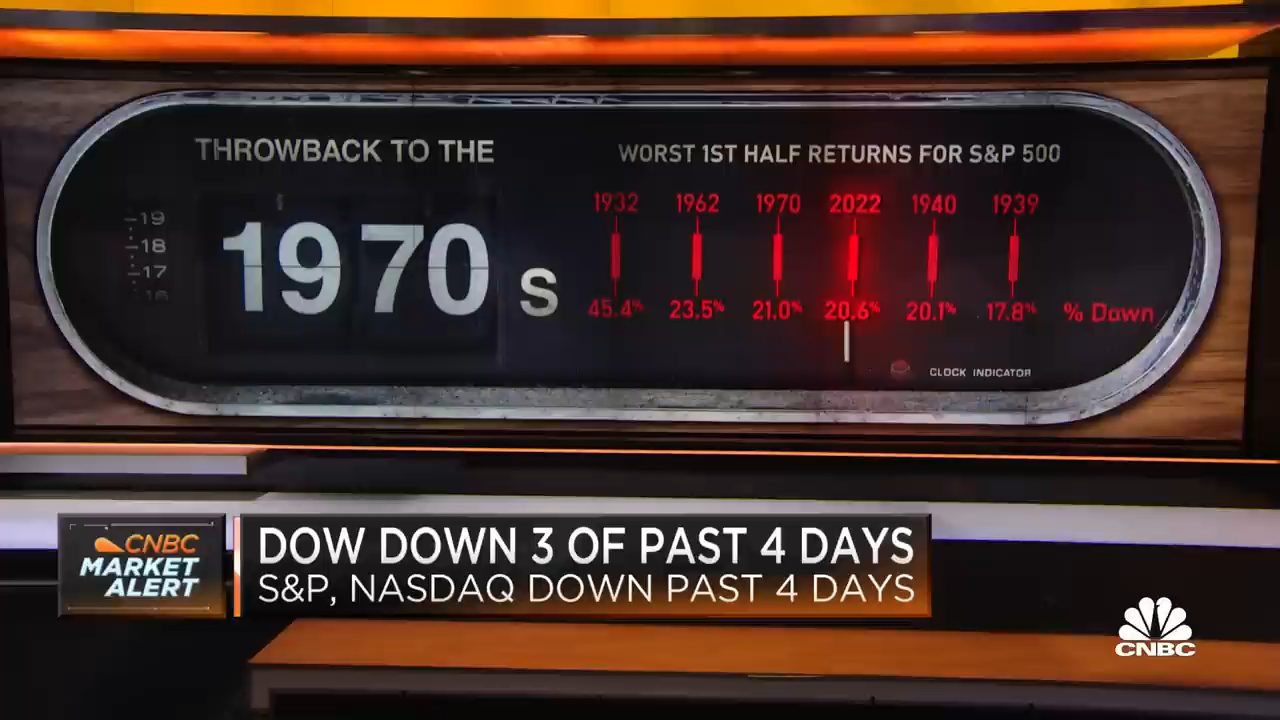 THROWBACK TO THE
1970s
19
18
17
16
WORST 1ST HALF RETURNS FOR S&P 500
1932 1962 1970 2022 1940 1939
45.4% 23.5% 21.0% 20.6% 20.1% 17.8% % Down
CLOCK INDICATOR
CNBC
MARKET
ALERT
DOW DOWN 3 OF PAST 4 DAYS
S&P, NASDAQ DOWN PAST 4 DAYS
CNBC